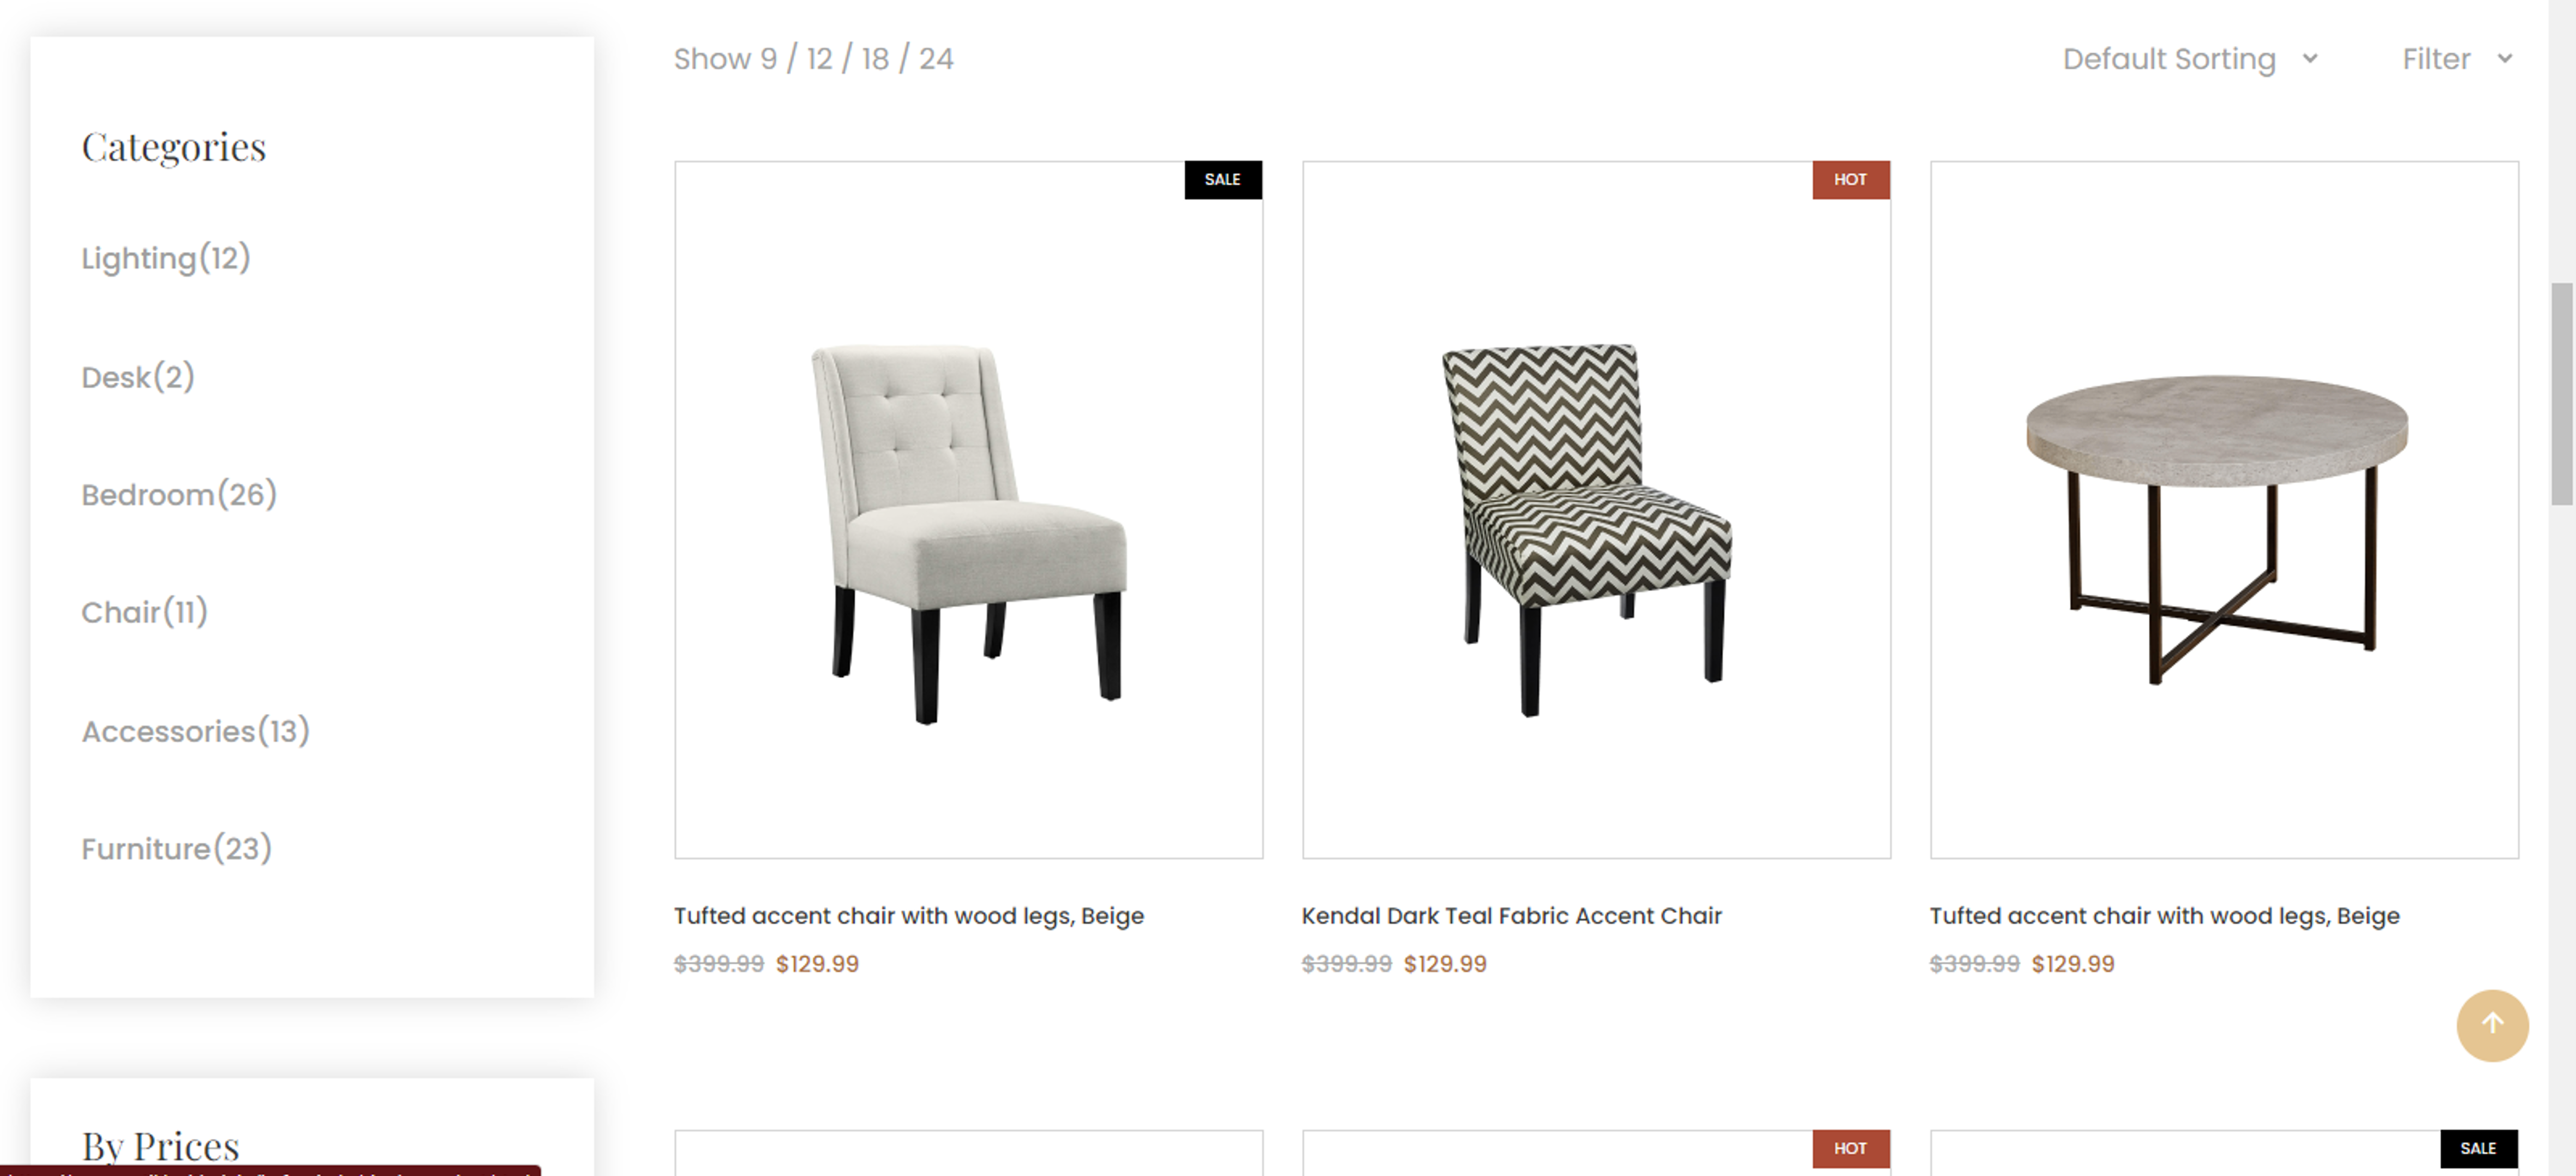 Show 9 / 12 / 18 / 24
Default Sorting
Filter
Categories
Lighting(12)
Desk(2)
Bedroom(26)
Chair(11)
Accessories(13)
Furniture(23)
SALE
HOT
Tufted accent chair with wood legs, Beige
$399.99 $129.99
Kendal Dark Teal Fabric Accent Chair
$399.99 $129.99
Tufted accent chair with wood legs, Beige
$399.99 $129.99
By Prices
HOT
SALE